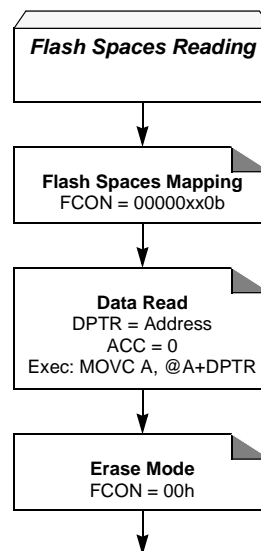 Flash Spaces Reading
Flash Spaces Mapping
FCON = 00000xx0b
Data Read
DPTR = Address
ACC = 0
Exec: MOVC A, @A+DPTR
Erase Mode
FCON = 00h